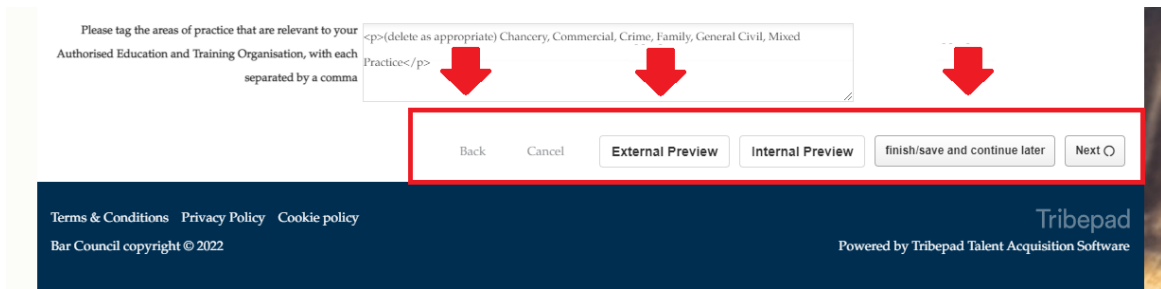 Please tag the areas of practice that are relevant to your
Authorised Education and Training Organisation, with each
separated by a comma
<p>(delete as appropriate) Chancery, Commercial, Crime, Family, General Civil, Mixed
Practice</p>
Back Cancel External Preview Internal Preview finish/save and continue later Next
Terms & Conditions Privacy Policy Cookie policy
Tribepad
Bar Council copyright © 2022
Powered by Tribepad Talent Acquisition Software